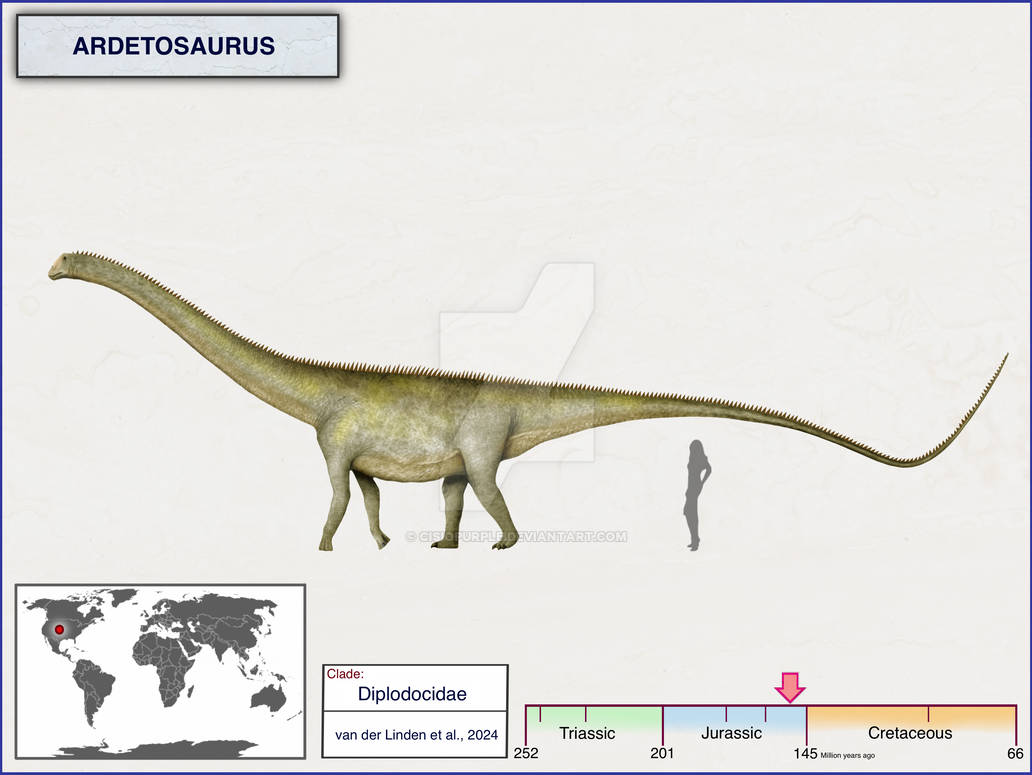 ARDETOSAURUS
© CISIOPURPLE.DEVIANTART.COM
Clade:
Diplodocidae
van der Linden et al., 2024
Triassic Jurassic Cretaceous
252 201 145 Million years ago 66